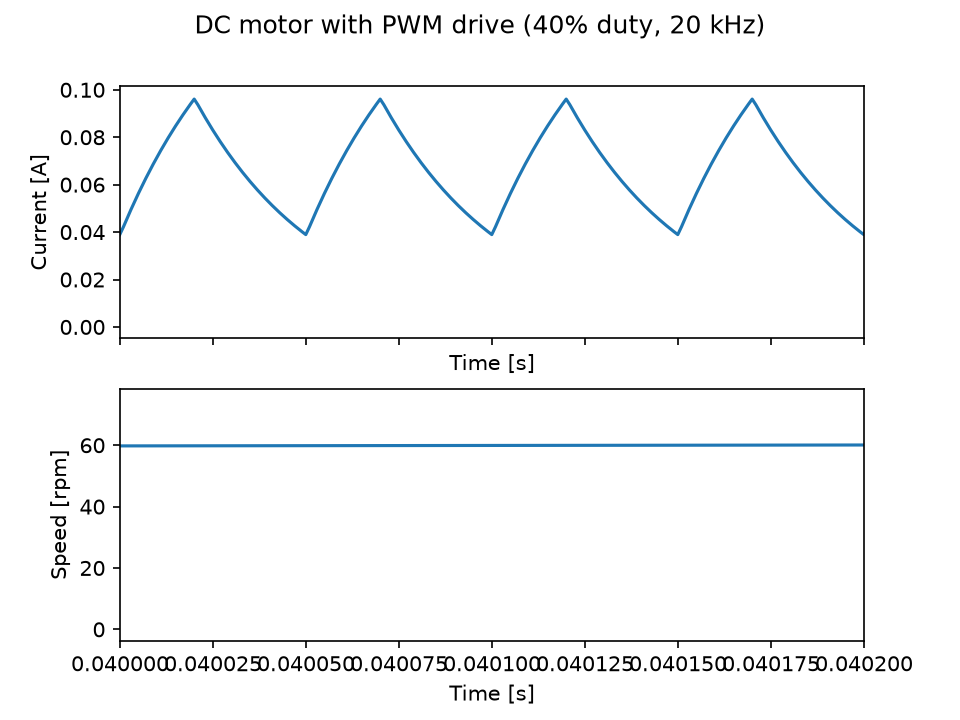 DC motor with PWM drive (40% duty, 20 kHz)
0.10
0.08
0.06
0.04
0.02
0.00
Current [A]
Time [s]
60
40
20
0
Speed [rpm]
0.040000 0.040025 0.040050 0.040075 0.040100 0.040125 0.040150 0.040175 0.040200
Time [s]